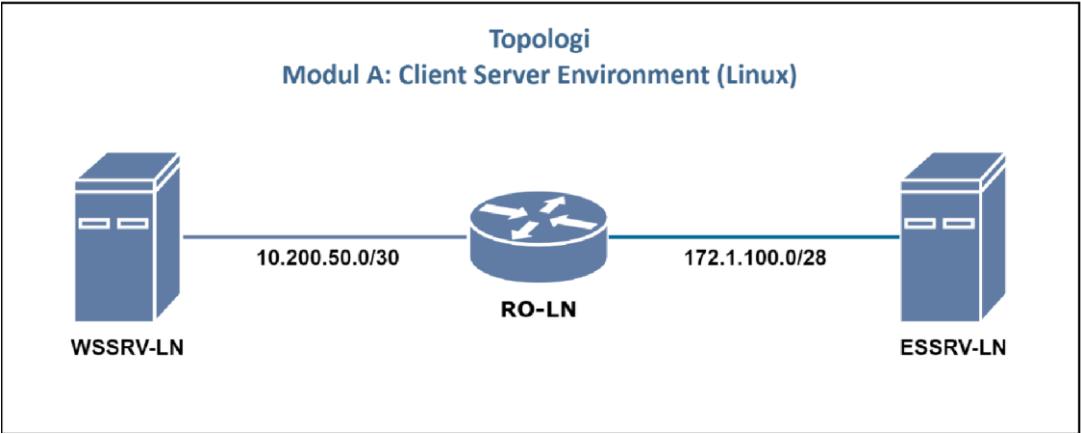 Topologi
Modul A: Client Server Environment (Linux)
10.200.50.0/30
172.1.100.0/28
RO-LN
WSSRV-LN
ESSRV-LN